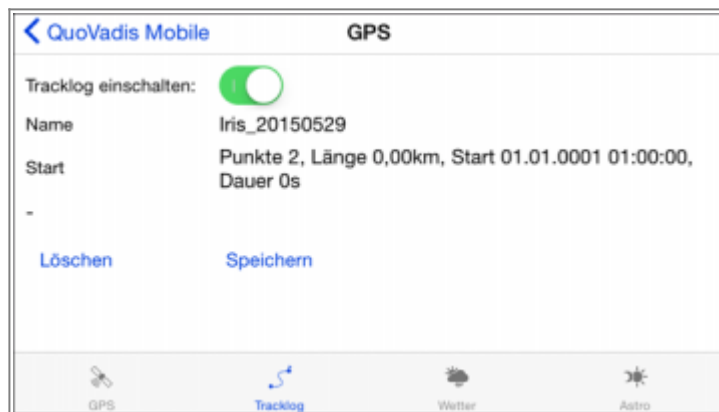 QuoVadis Mobile GPS
Tracklog einschalten:
Name Iris_20150529
Start Punkte 2, Länge 0,00km, Start 01.01.0001 01:00:00,
Dauer 0s
-
Löschen Speichern
GPS Tracklog Wetter Astro